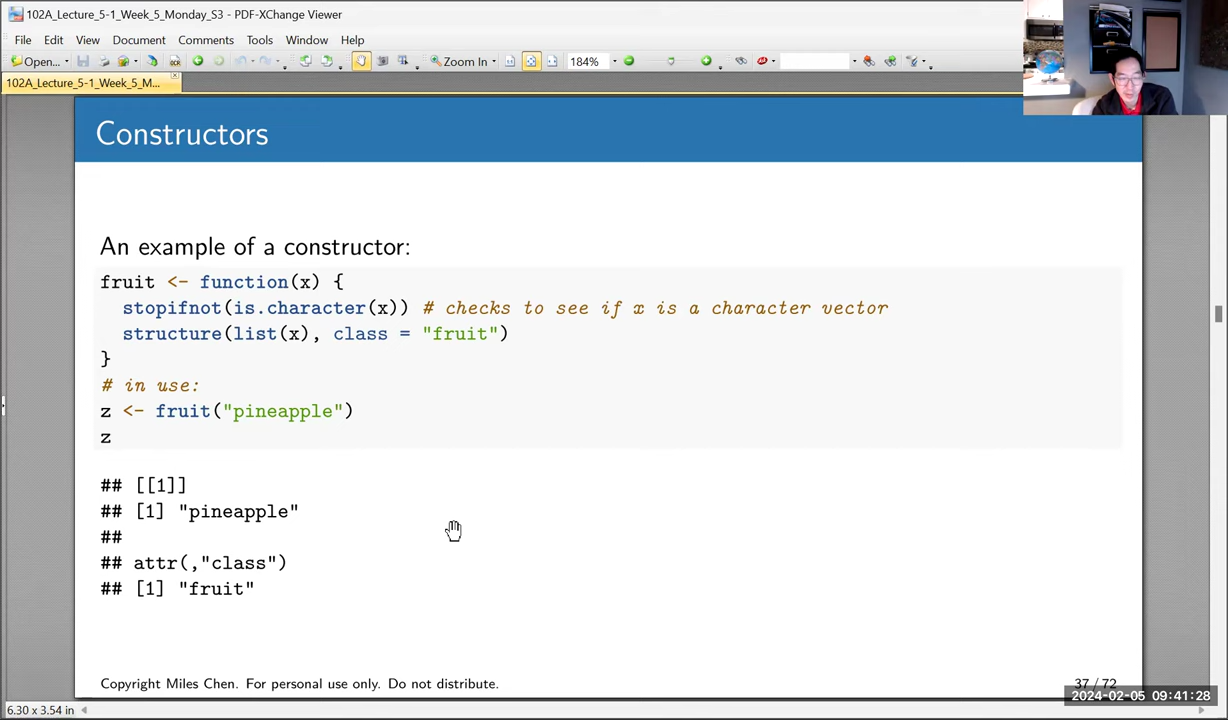 102A_Lecture_5-1_Week_5_Monday_S3 - PDF-XChange Viewer
File Edit View Document Comments Tools Window Help
Open... Zoom In 184%
102A_Lecture_5-1_Week_5_M...
Constructors
An example of a constructor:
fruit <- function(x) {
  stopifnot(is.character(x)) # checks to see if x is a character vector
  structure(list(x), class = "fruit")
}
# in use:
z <- fruit("pineapple")
z
## [[1]]
## [1] "pineapple"
##
## attr(,"class")
## [1] "fruit"
Copyright Miles Chen. For personal use only. Do not distribute.
37 / 72
2024-02-05 09:41:28
6.30 x 3.54 in